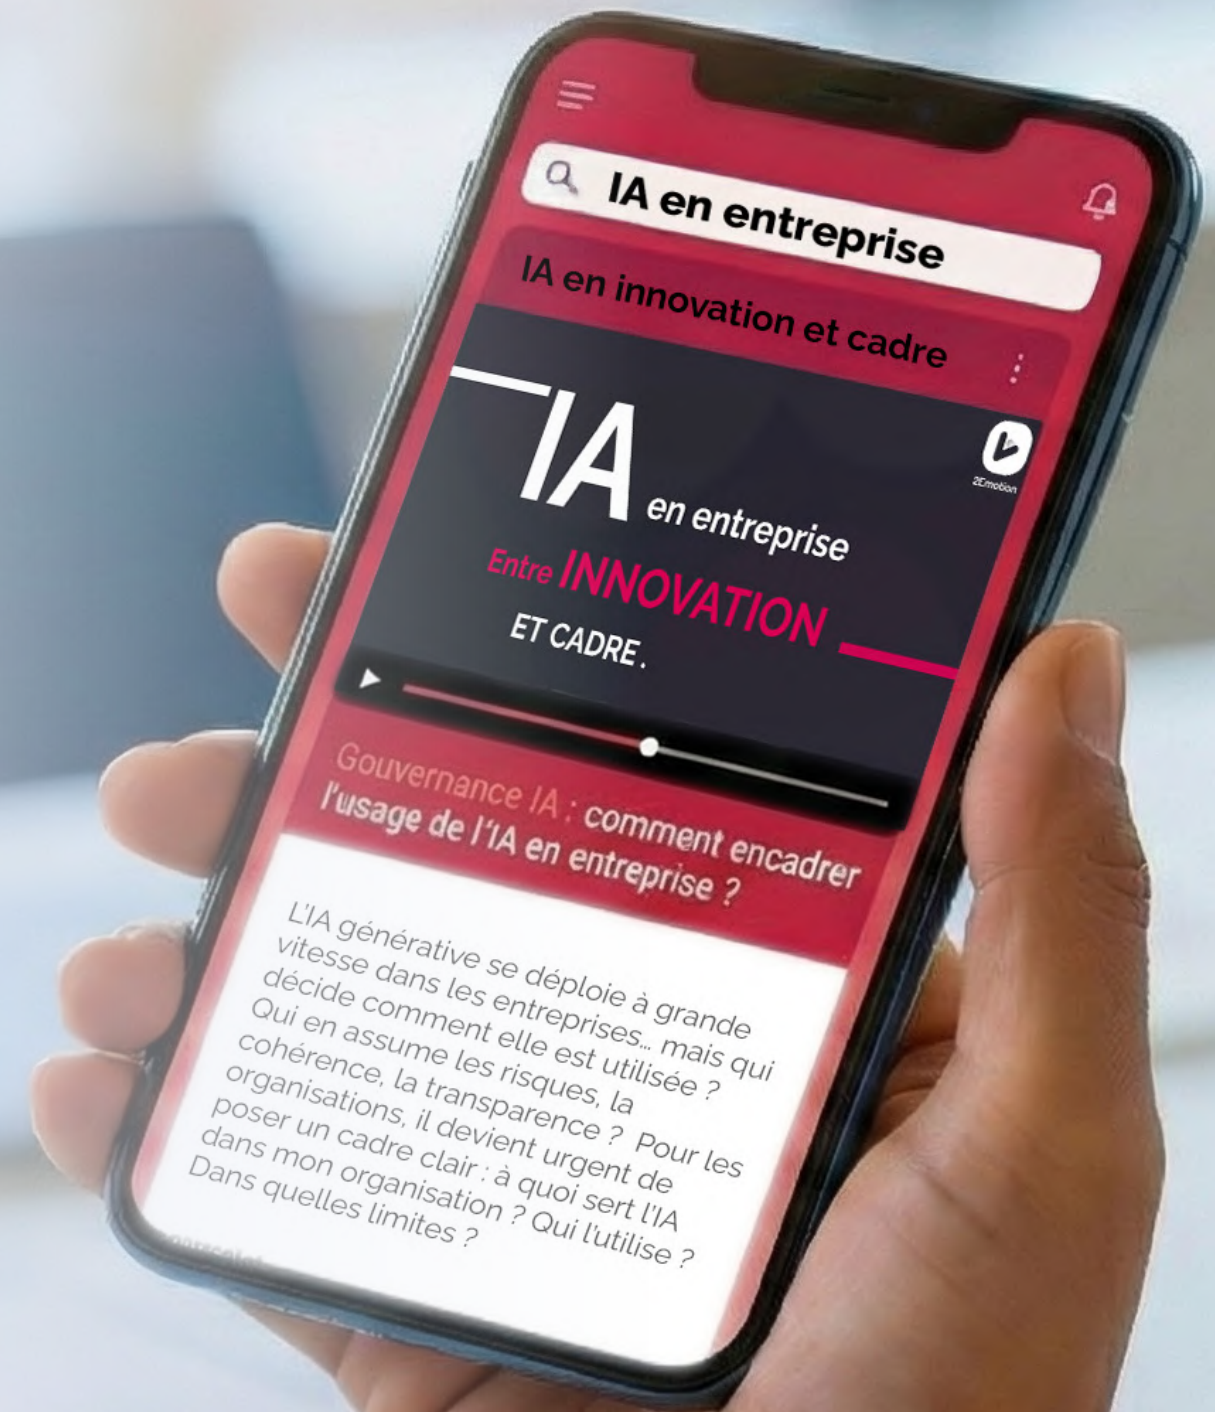 IA en entreprise
IA en innovation et cadre
2Emotion
IA en entreprise
Entre INNOVATION
ET CADRE.
Gouvernance IA : comment encadrer
l'usage de l'IA en entreprise ?
L'IA générative se déploie à grande
vitesse dans les entreprises... mais qui
décide comment elle est utilisée ?
Qui en assume les risques, la
cohérence, la transparence ? Pour les
organisations, il devient urgent de
poser un cadre clair : à quoi sert l'IA
dans mon organisation ? Qui l'utilise ?
Dans quelles limites ?